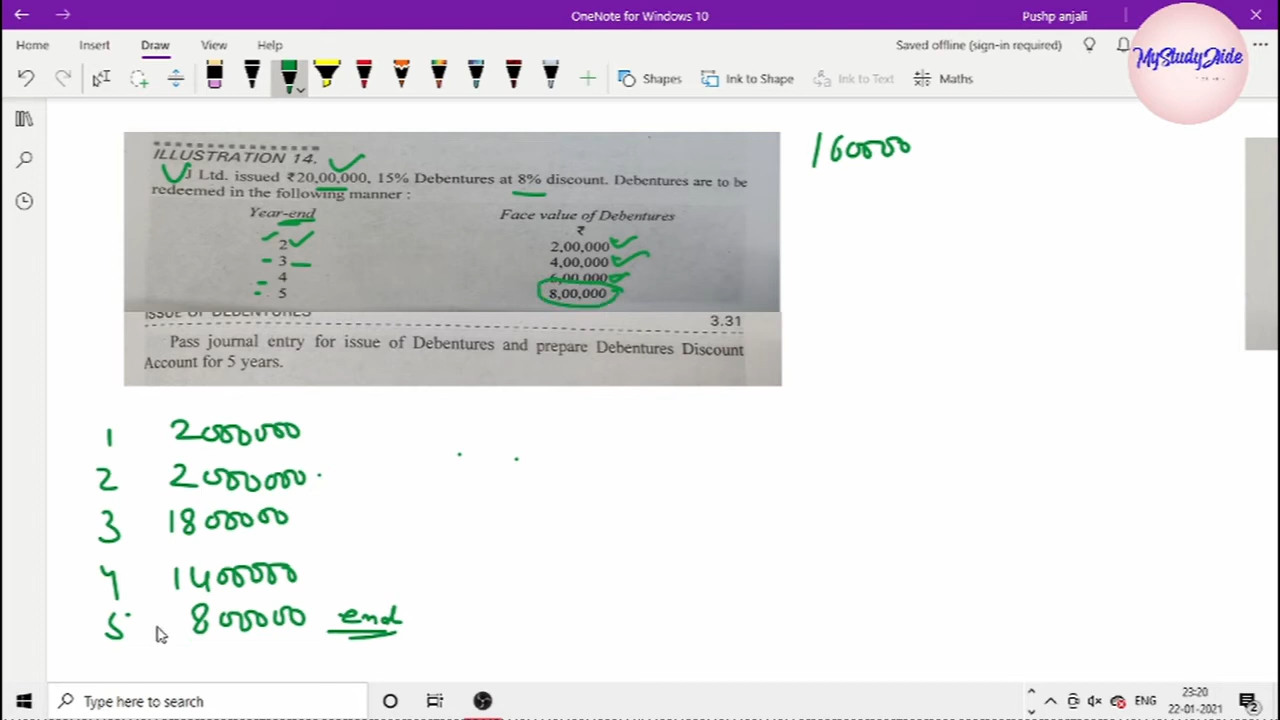 OneNote for Windows 10
Pushp anjali
Home Insert Draw View Help
Saved offline (sign-in required)
Shapes Ink to Shape Ink to Text Maths
MyStudyAide
ILLUSTRATION 14.
J Ltd. issued ₹20,00,000, 15% Debentures at 8% discount. Debentures are to be
redeemed in the following manner :
Year-end Face value of Debentures
₹
2 2,00,000
3 4,00,000
4 6,00,000
5 8,00,000
ISSUE OF DEBENTURES 3.31
Pass journal entry for issue of Debentures and prepare Debentures Discount
Account for 5 years.
160000
1 2000000
2 2000000
3 1800000
4 1400000
5 800000 end
Type here to search
ENG
23:20
22-01-2021
2